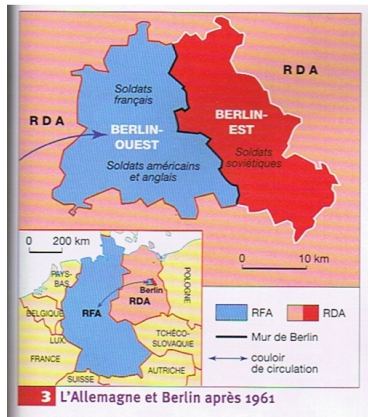 Soldats
français
RDA
RDA
BERLIN-
OUEST
BERLIN-
EST
Soldats américains
et anglais
Soldats
soviétiques
0 200 km
0 10 km
PAYS-
BAS
BELGIQUE
LUX.
FRANCE
SUISSE
RFA
RDA
Berlin
POLOGNE
TCHÉCO-
SLOVAQUIE
AUTRICHE
RFA
RDA
Mur de Berlin
couloir
de circulation
3 L'Allemagne et Berlin après 1961